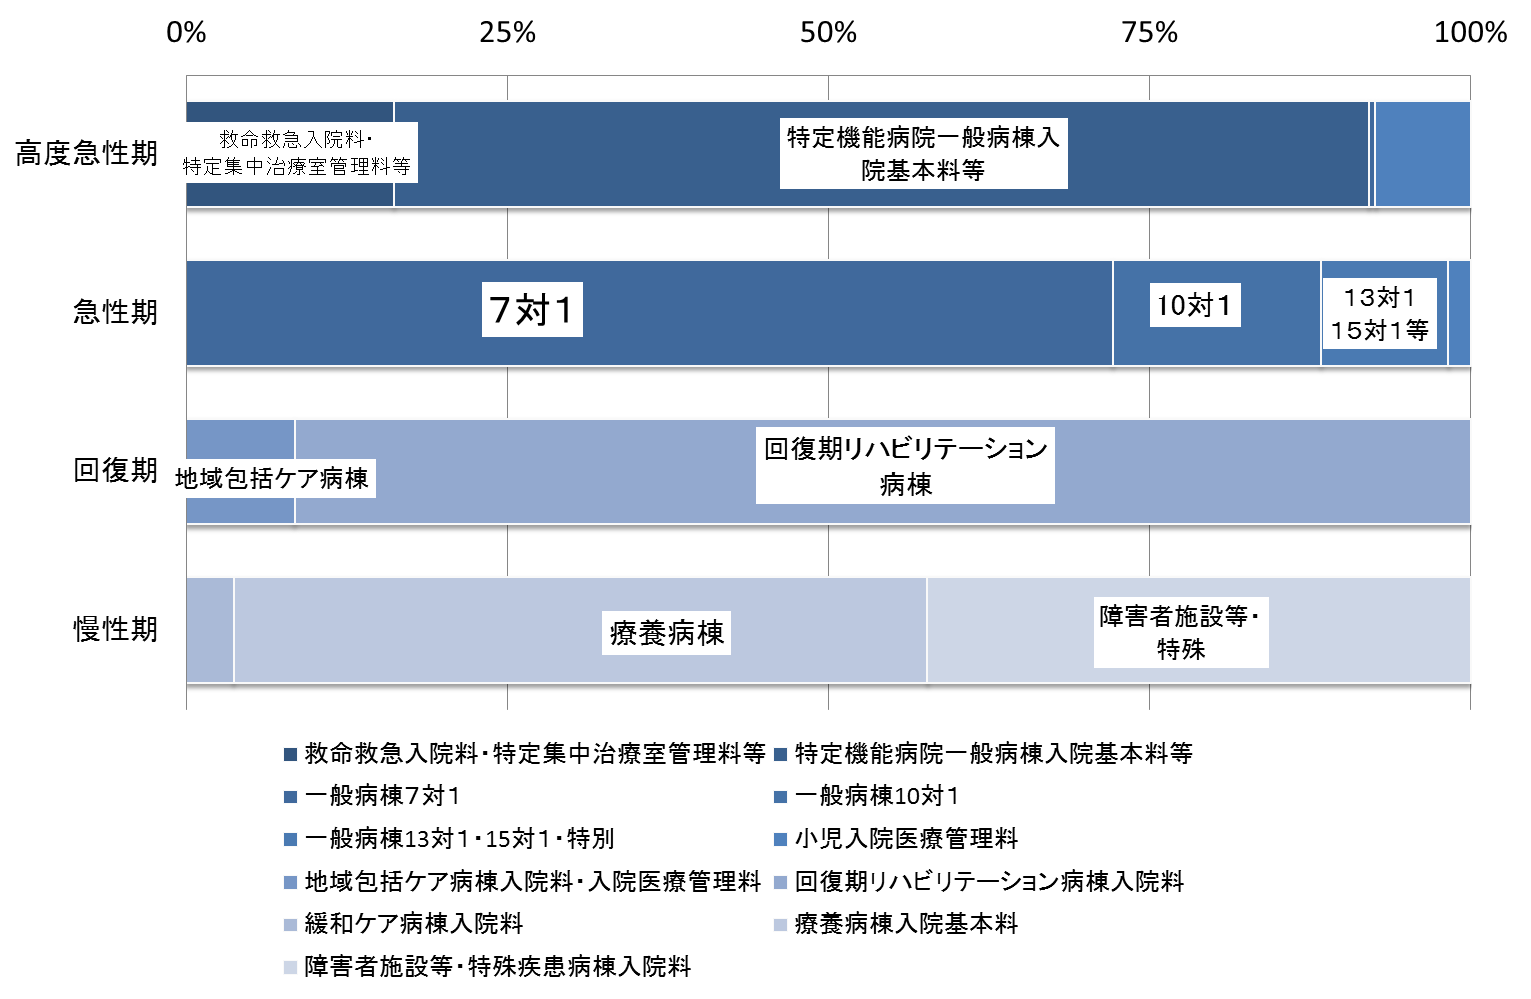 0%
25%
50%
75%
100%
高度急性期
救命救急入院料・
特定集中治療室管理料等
特定機能病院一般病棟入
院基本料等
急性期
７対１
10対１
１３対１
１５対１等
回復期
地域包括ケア病棟
回復期リハビリテーション
病棟
慢性期
療養病棟
障害者施設等・
特殊
救命救急入院料・特定集中治療室管理料等
特定機能病院一般病棟入院基本料等
一般病棟７対１
一般病棟10対１
一般病棟13対１・15対１・特別
小児入院医療管理料
地域包括ケア病棟入院料・入院医療管理料
回復期リハビリテーション病棟入院料
緩和ケア病棟入院料
療養病棟入院基本料
障害者施設等・特殊疾患病棟入院料